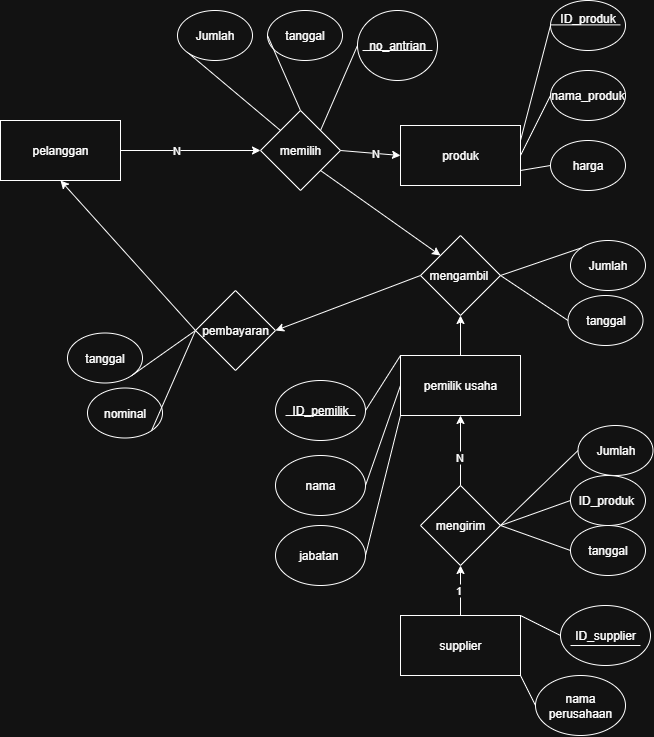 ID_produk
Jumlah
tanggal
no_antrian
nama_produk
pelanggan
N
memilih
N
produk
harga
mengambil
Jumlah
tanggal
pembayaran
tanggal
nominal
pemilik usaha
ID_pemilik
nama
jabatan
N
Jumlah
ID_produk
mengirim
tanggal
1
supplier
ID_supplier
nama
perusahaan